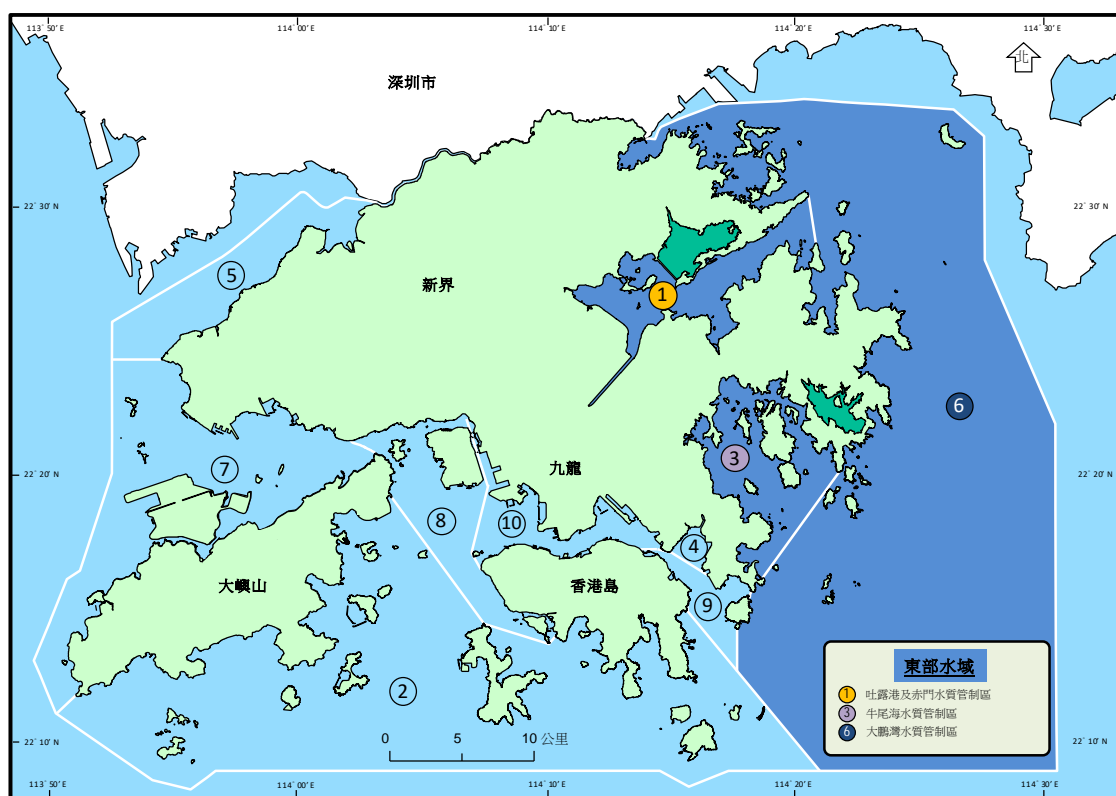 113° 50' E
114° 00' E
114° 10' E
114° 20' E
114° 30' E
北
深圳市
22° 30' N
22° 30' N
5
新界
1
6
22° 20' N
22° 20' N
7
九龍
3
8
10
4
大嶼山
香港島
9
2
東部水域
1 吐露港及赤門水質管制區
3 牛尾海水質管制區
6 大鵬灣水質管制區
0 5 10 公里
22° 10' N
22° 10' N
113° 50' E
114° 00' E
114° 10' E
114° 20' E
114° 30' E